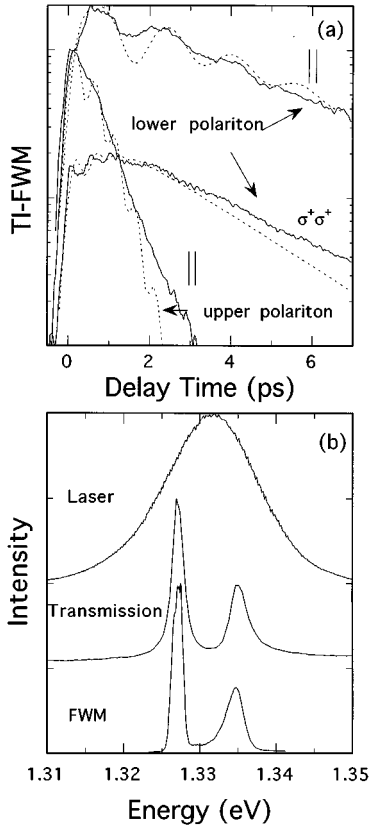 (a)
||
lower polariton
TI-FWM
σ+σ+
||
upper polariton
0 2 4 6
Delay Time (ps)
(b)
Laser
Transmission
FWM
Intensity
1.31 1.32 1.33 1.34 1.35
Energy (eV)